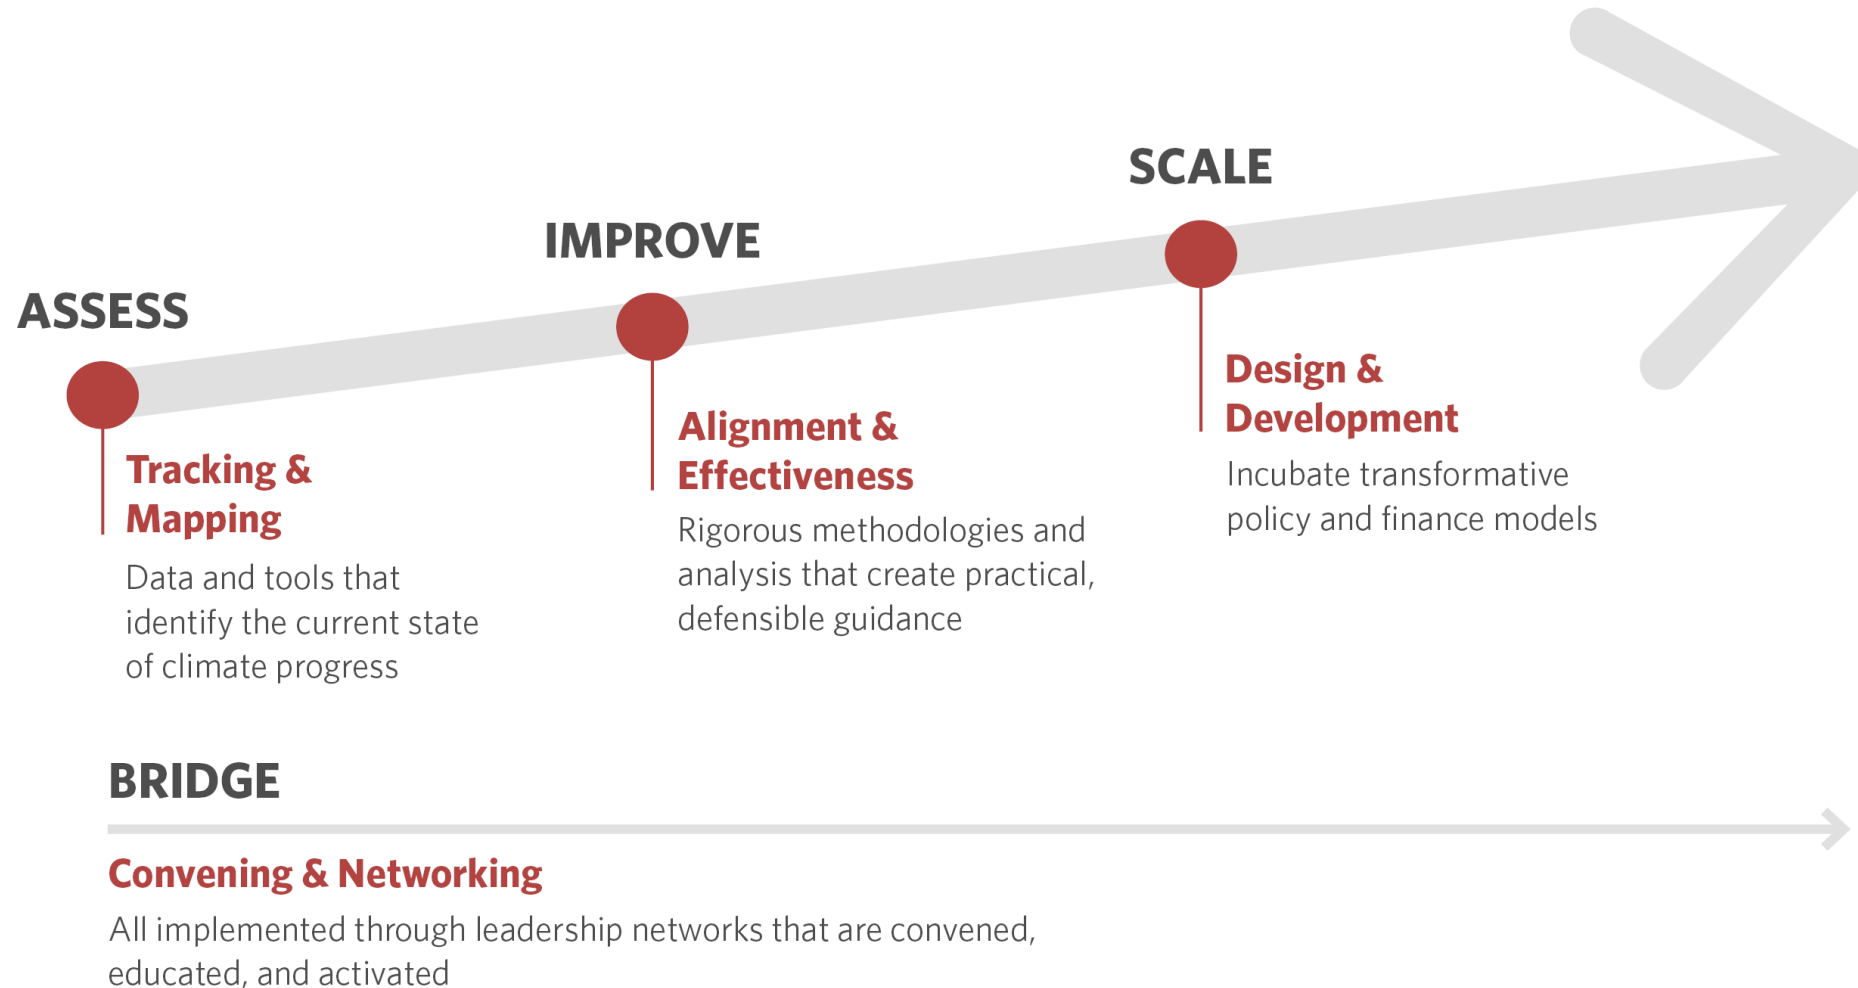 ASSESS
Tracking &
Mapping
Data and tools that
identify the current state
of climate progress
IMPROVE
Alignment &
Effectiveness
Rigorous methodologies and
analysis that create practical,
defensible guidance
SCALE
Design &
Development
Incubate transformative
policy and finance models
BRIDGE
Convening & Networking
All implemented through leadership networks that are convened,
educated, and activated